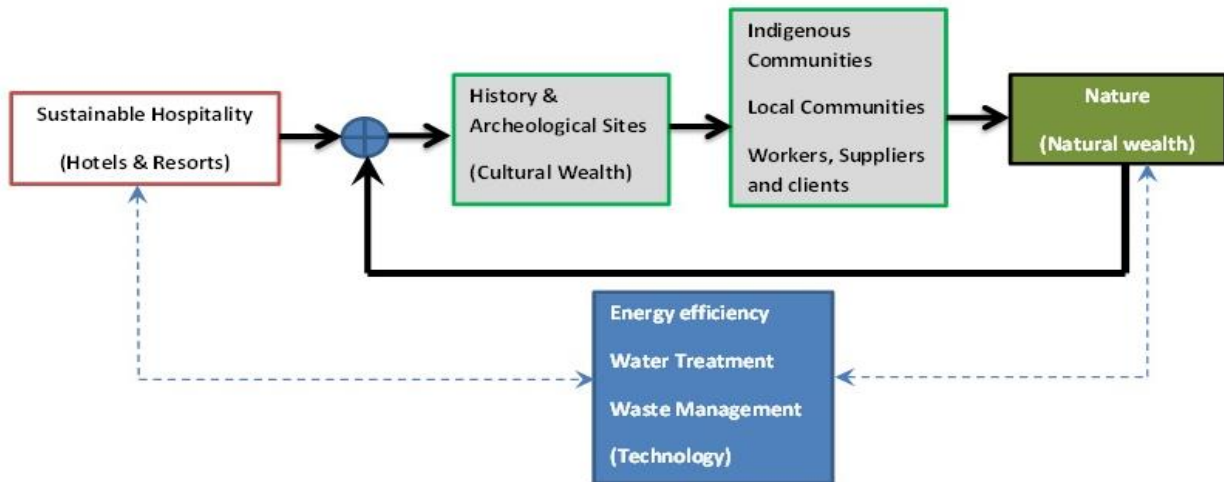 Sustainable Hospitality
(Hotels & Resorts)
History &
Archeological Sites
(Cultural Wealth)
Indigenous
Communities
Local Communities
Workers, Suppliers
and clients
Nature
(Natural wealth)
Energy efficiency
Water Treatment
Waste Management
(Technology)